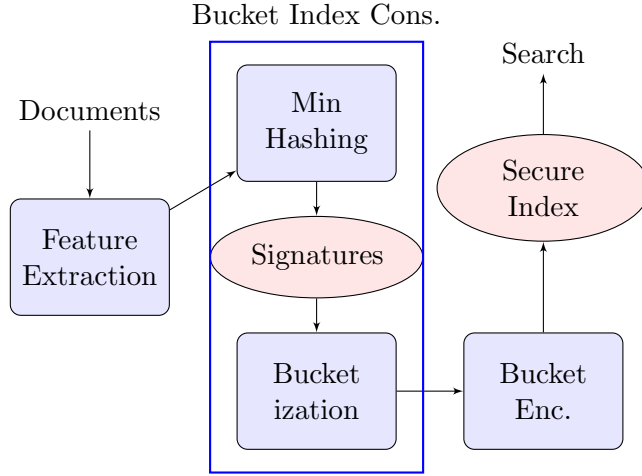 Bucket Index Cons.
Documents
Feature
Extraction
Min
Hashing
Signatures
Bucket
ization
Bucket
Enc.
Secure
Index
Search